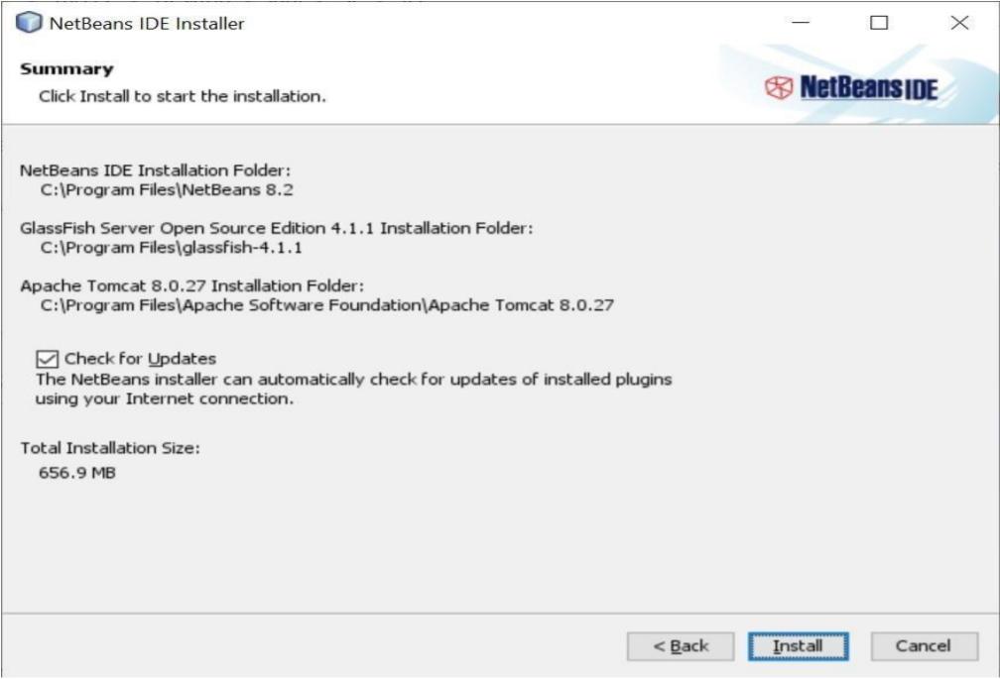 NetBeans IDE Installer
Summary
Click Install to start the installation.
NetBeans IDE
NetBeans IDE Installation Folder:
C:\Program Files\NetBeans 8.2
GlassFish Server Open Source Edition 4.1.1 Installation Folder:
C:\Program Files\glassfish-4.1.1
Apache Tomcat 8.0.27 Installation Folder:
C:\Program Files\Apache Software Foundation\Apache Tomcat 8.0.27
Check for Updates
The NetBeans installer can automatically check for updates of installed plugins
using your Internet connection.
Total Installation Size:
656.9 MB
< Back Install Cancel